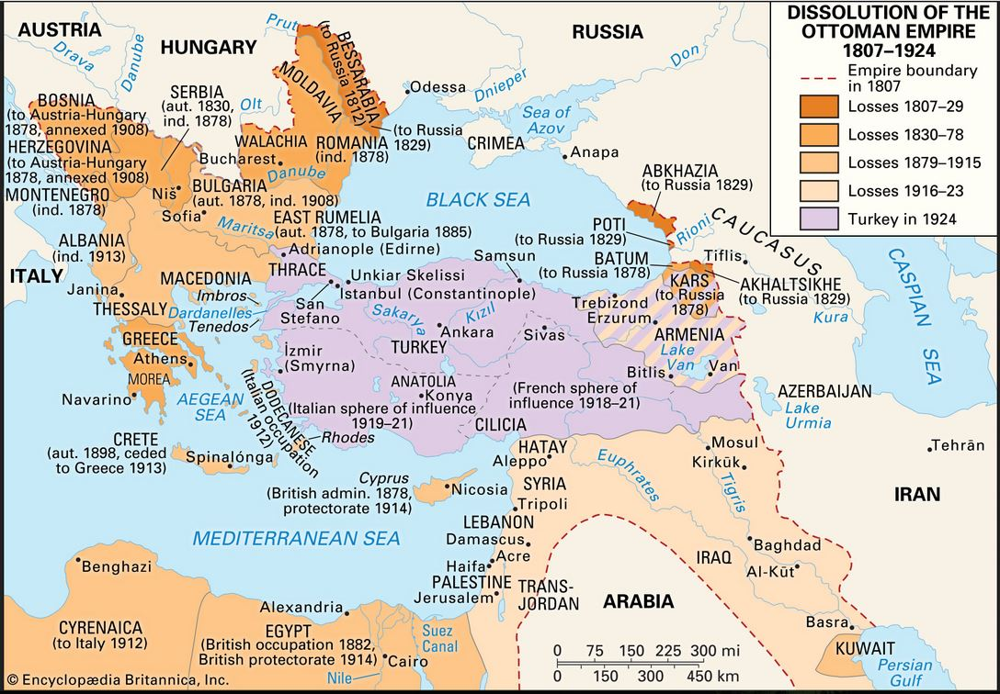 DISSOLUTION OF THE
OTTOMAN EMPIRE
1807–1924
Empire boundary
in 1807
Losses 1807–29
Losses 1830–78
Losses 1879–1915
Losses 1916–23
Turkey in 1924
AUSTRIA
Drava
Danube
HUNGARY
Prut
BESSARABIA
(to Russia 1812)
MOLDAVIA
RUSSIA
Don
Dnieper
Odessa
(to Russia
1829)
Sea of
Azov
CRIMEA
Anapa
BOSNIA
(to Austria-Hungary
1878, annexed 1908)
HERZEGOVINA
(to Austria-Hungary
1878, annexed 1908)
MONTENEGRO
(ind. 1878)
SERBIA
(aut. 1830,
ind. 1878)
Olt
WALACHIA
Bucharest
ROMANIA
(ind. 1878)
Danube
Niš
BULGARIA
(aut. 1878, ind. 1908)
Sofia
Maritsa
EAST RUMELIA
(aut. 1878, to Bulgaria 1885)
BLACK SEA
ABKHAZIA
(to Russia 1829)
POTI
(to Russia 1829)
Rioni
CAUCASUS
BATUM
(to Russia 1878)
Tiflis
KARS
(to Russia
1878)
AKHALTSIKHE
(to Russia 1829)
Kura
CASPIAN SEA
ALBANIA
(ind. 1913)
ITALY
Janina
MACEDONIA
Adrianople (Edirne)
THRACE
Unkiar Skelissi
Istanbul (Constantinople)
San
Stefano
Samsun
Imbros
Dardanelles
Tenedos
THESSALY
GREECE
Athens
MOREA
Navarino
AEGEAN
SEA
Sakarya
Kızıl
Ankara
TURKEY
Sivas
Trebizond
Erzurum
ARMENIA
Lake
Van
Bitlis
Van
İzmir
(Smyrna)
ANATOLIA
Konya
(Italian sphere of influence
1919–21)
(French sphere of
influence 1918–21)
CILICIA
DODECANESE
(Italian occupation
1912)
Rhodes
AZERBAIJAN
Lake
Urmia
Tehrān
IRAN
CRETE
(aut. 1898, ceded
to Greece 1913)
Spinalónga
Cyprus
(British admin. 1878,
protectorate 1914)
Nicosia
HATAY
Aleppo
SYRIA
Tripoli
LEBANON
Damascus
Acre
Haifa
PALESTINE
Jerusalem
TRANS-
JORDAN
Euphrates
Mosul
Kirkūk
Tigris
Baghdad
IRAQ
Al-Kūt
Basra
KUWAIT
Persian
Gulf
ARABIA
MEDITERRANEAN SEA
Benghazi
CYRENAICA
(to Italy 1912)
Alexandria
EGYPT
(British occupation 1882,
British protectorate 1914)
Cairo
Suez
Canal
Nile
0 75 150 225 300 mi
0 150 300 450 km
© Encyclopædia Britannica, Inc.